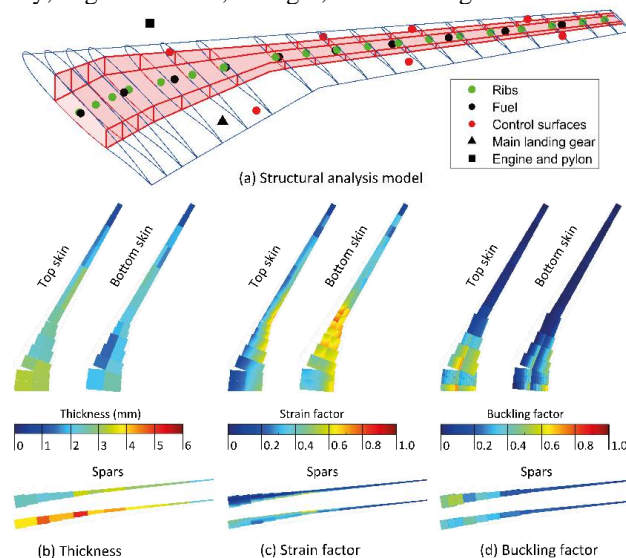 Ribs
Fuel
Control surfaces
Main landing gear
Engine and pylon
(a) Structural analysis model
Top skin
Bottom skin
Top skin
Bottom skin
Top skin
Bottom skin
Thickness (mm)
0 1 2 3 4 5 6
Strain factor
0 0.2 0.4 0.6 0.8 1.0
Buckling factor
0 0.2 0.4 0.6 0.8 1.0
Spars
Spars
Spars
(b) Thickness
(c) Strain factor
(d) Buckling factor